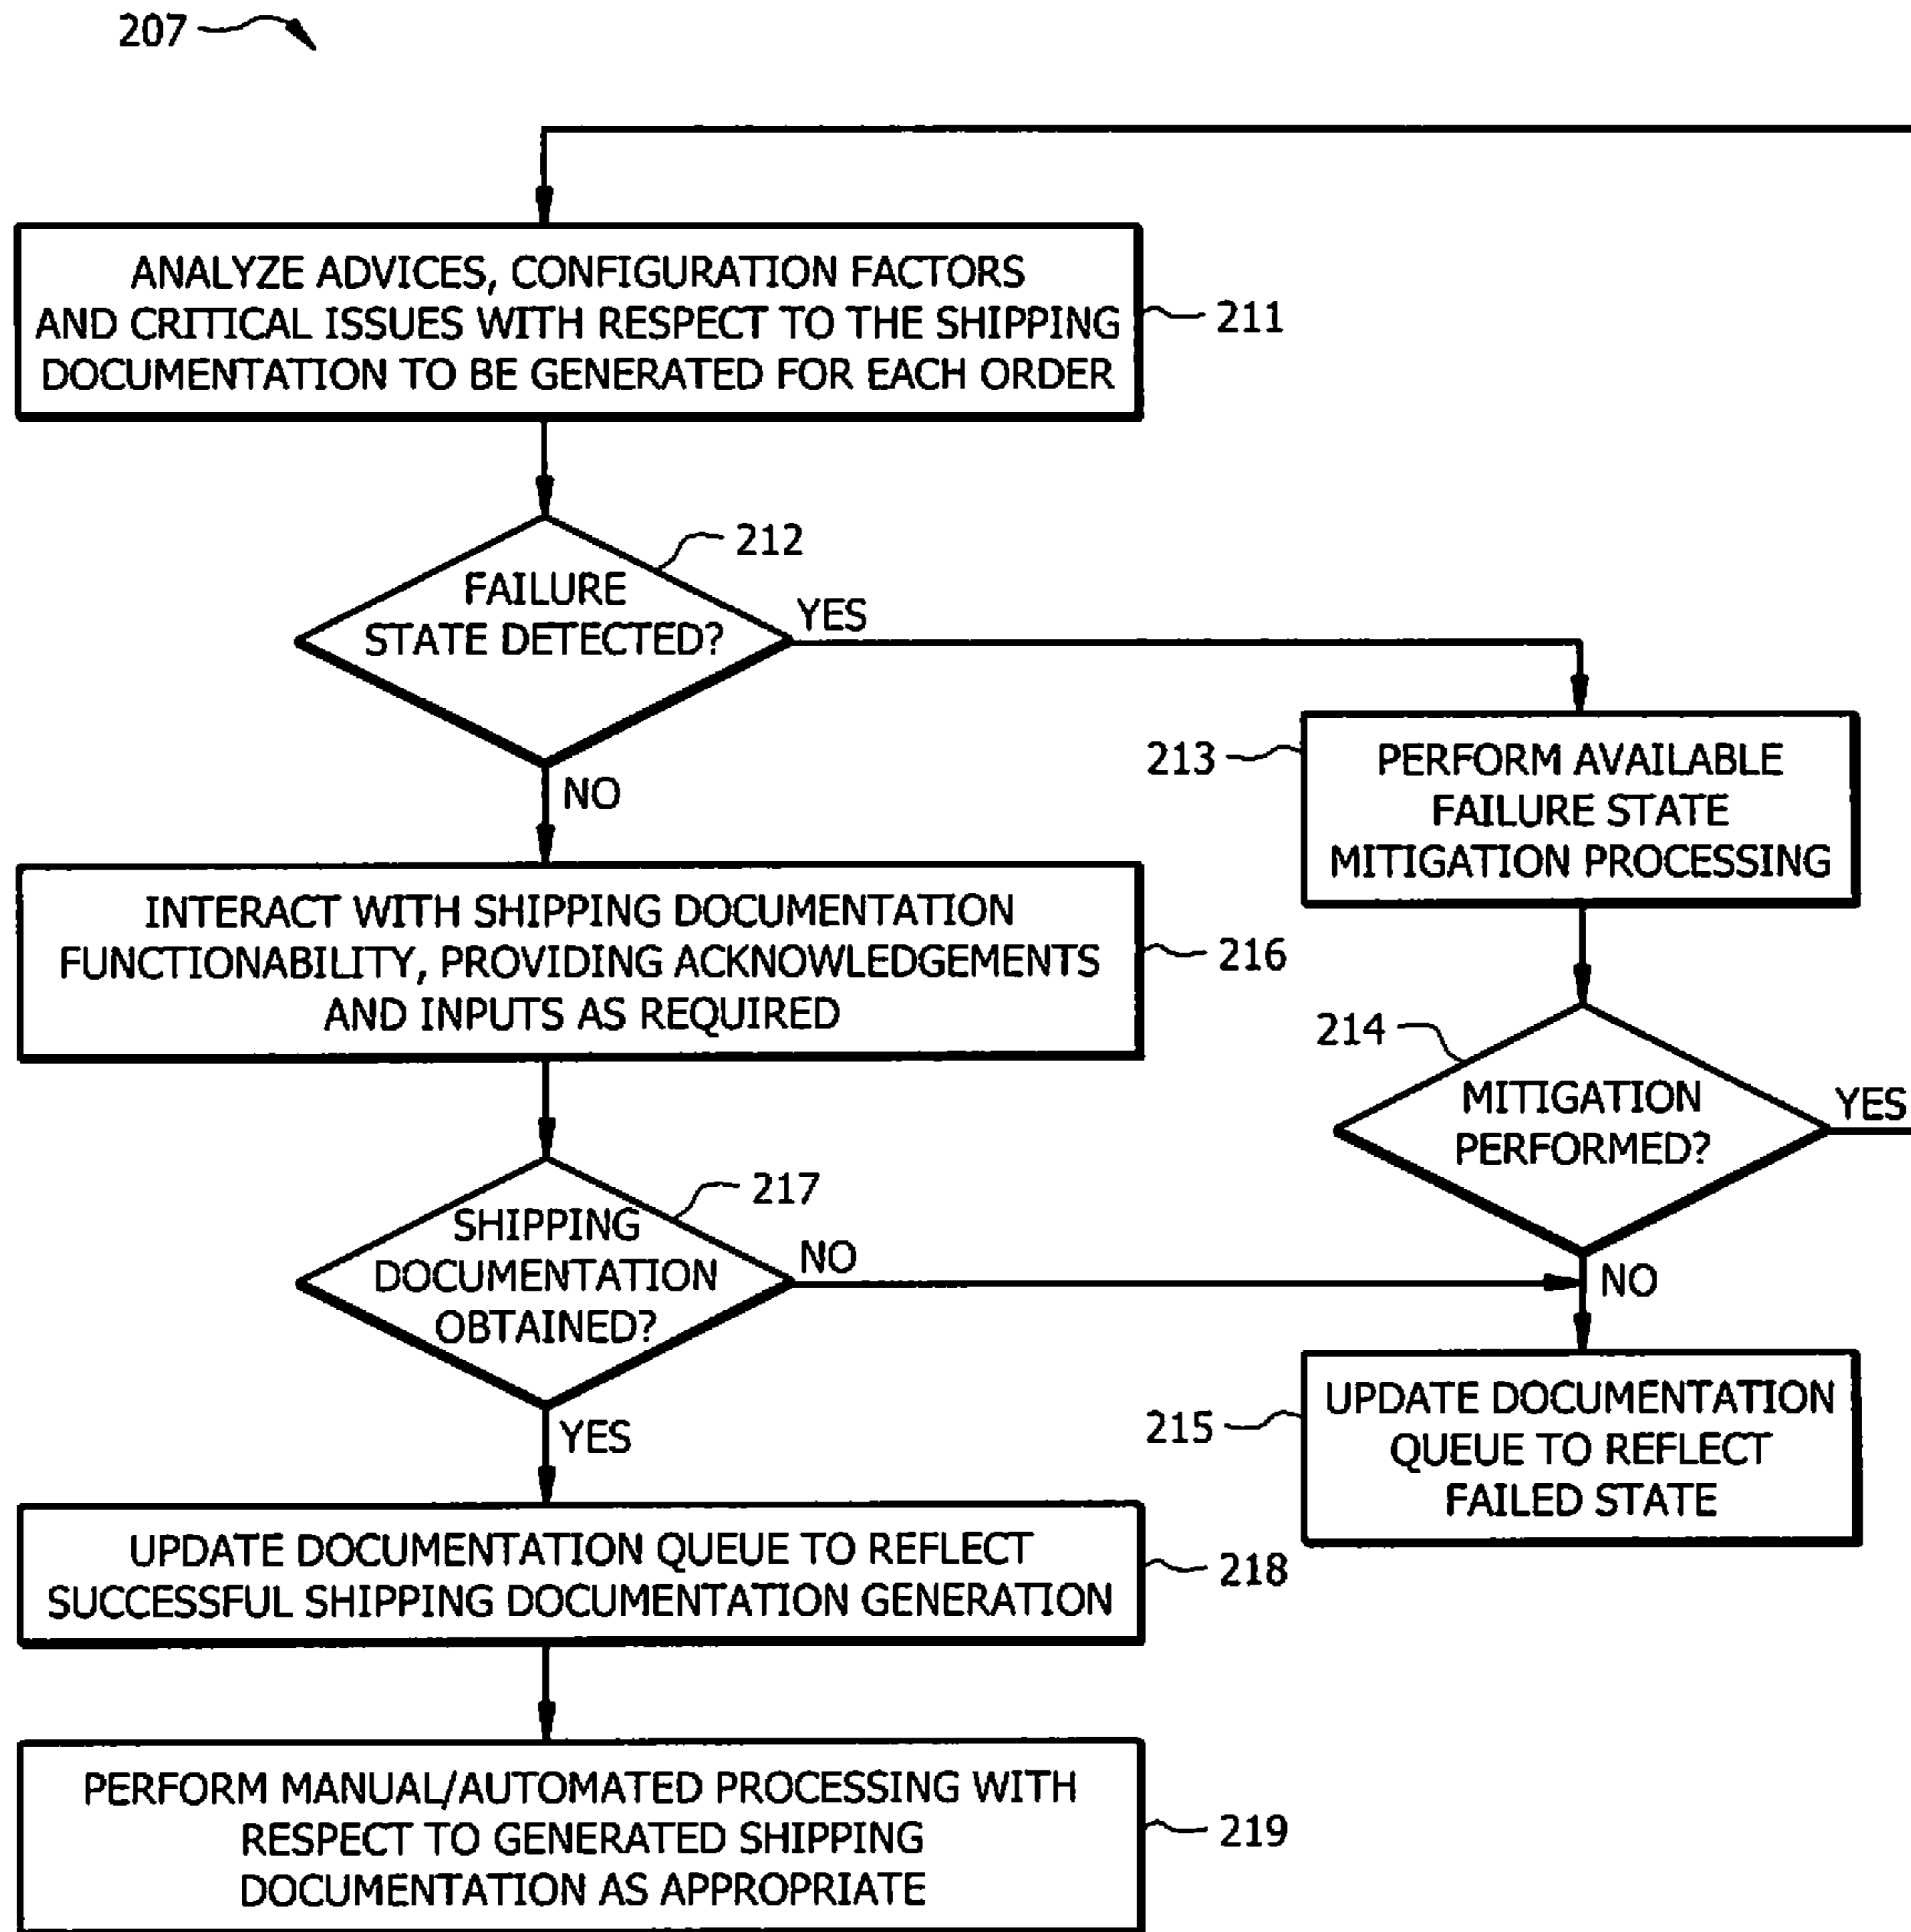 207
ANALYZE ADVICES, CONFIGURATION FACTORS
AND CRITICAL ISSUES WITH RESPECT TO THE SHIPPING
DOCUMENTATION TO BE GENERATED FOR EACH ORDER
211
212
FAILURE
STATE DETECTED?
YES
NO
213
PERFORM AVAILABLE
FAILURE STATE
MITIGATION PROCESSING
INTERACT WITH SHIPPING DOCUMENTATION
FUNCTIONABILITY, PROVIDING ACKNOWLEDGEMENTS
AND INPUTS AS REQUIRED
216
214
MITIGATION
PERFORMED?
YES
NO
217
SHIPPING
DOCUMENTATION
OBTAINED?
NO
YES
215
UPDATE DOCUMENTATION
QUEUE TO REFLECT
FAILED STATE
UPDATE DOCUMENTATION QUEUE TO REFLECT
SUCCESSFUL SHIPPING DOCUMENTATION GENERATION
218
PERFORM MANUAL/AUTOMATED PROCESSING WITH
RESPECT TO GENERATED SHIPPING
DOCUMENTATION AS APPROPRIATE
219